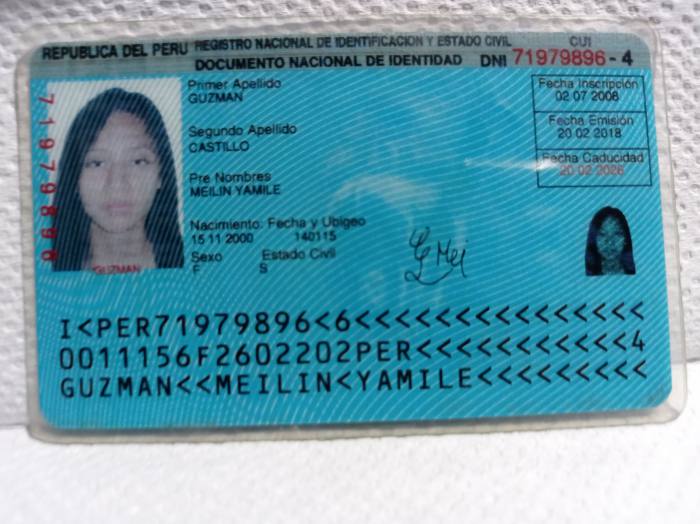 REPUBLICA DEL PERU REGISTRO NACIONAL DE IDENTIFICACION Y ESTADO CIVIL CUI
DOCUMENTO NACIONAL DE IDENTIDAD DNI 71979896 - 4
Primer Apellido
GUZMAN
Segundo Apellido
CASTILLO
Pre Nombres
MEILIN YAMILE
Nacimiento: Fecha y Ubigeo
15 11 2000 140115
Sexo Estado Civil
F S
Fecha Inscripción
02 07 2008
Fecha Emisión
20 02 2018
Fecha Caducidad
20 02 2026
71979896
GUZMAN
I<PER71979896<6<<<<<<<<<<<<<<<
0011156F2602202PER<<<<<<<<<<<4
GUZMAN<<MEILIN<YAMILE<<<<<<<<<